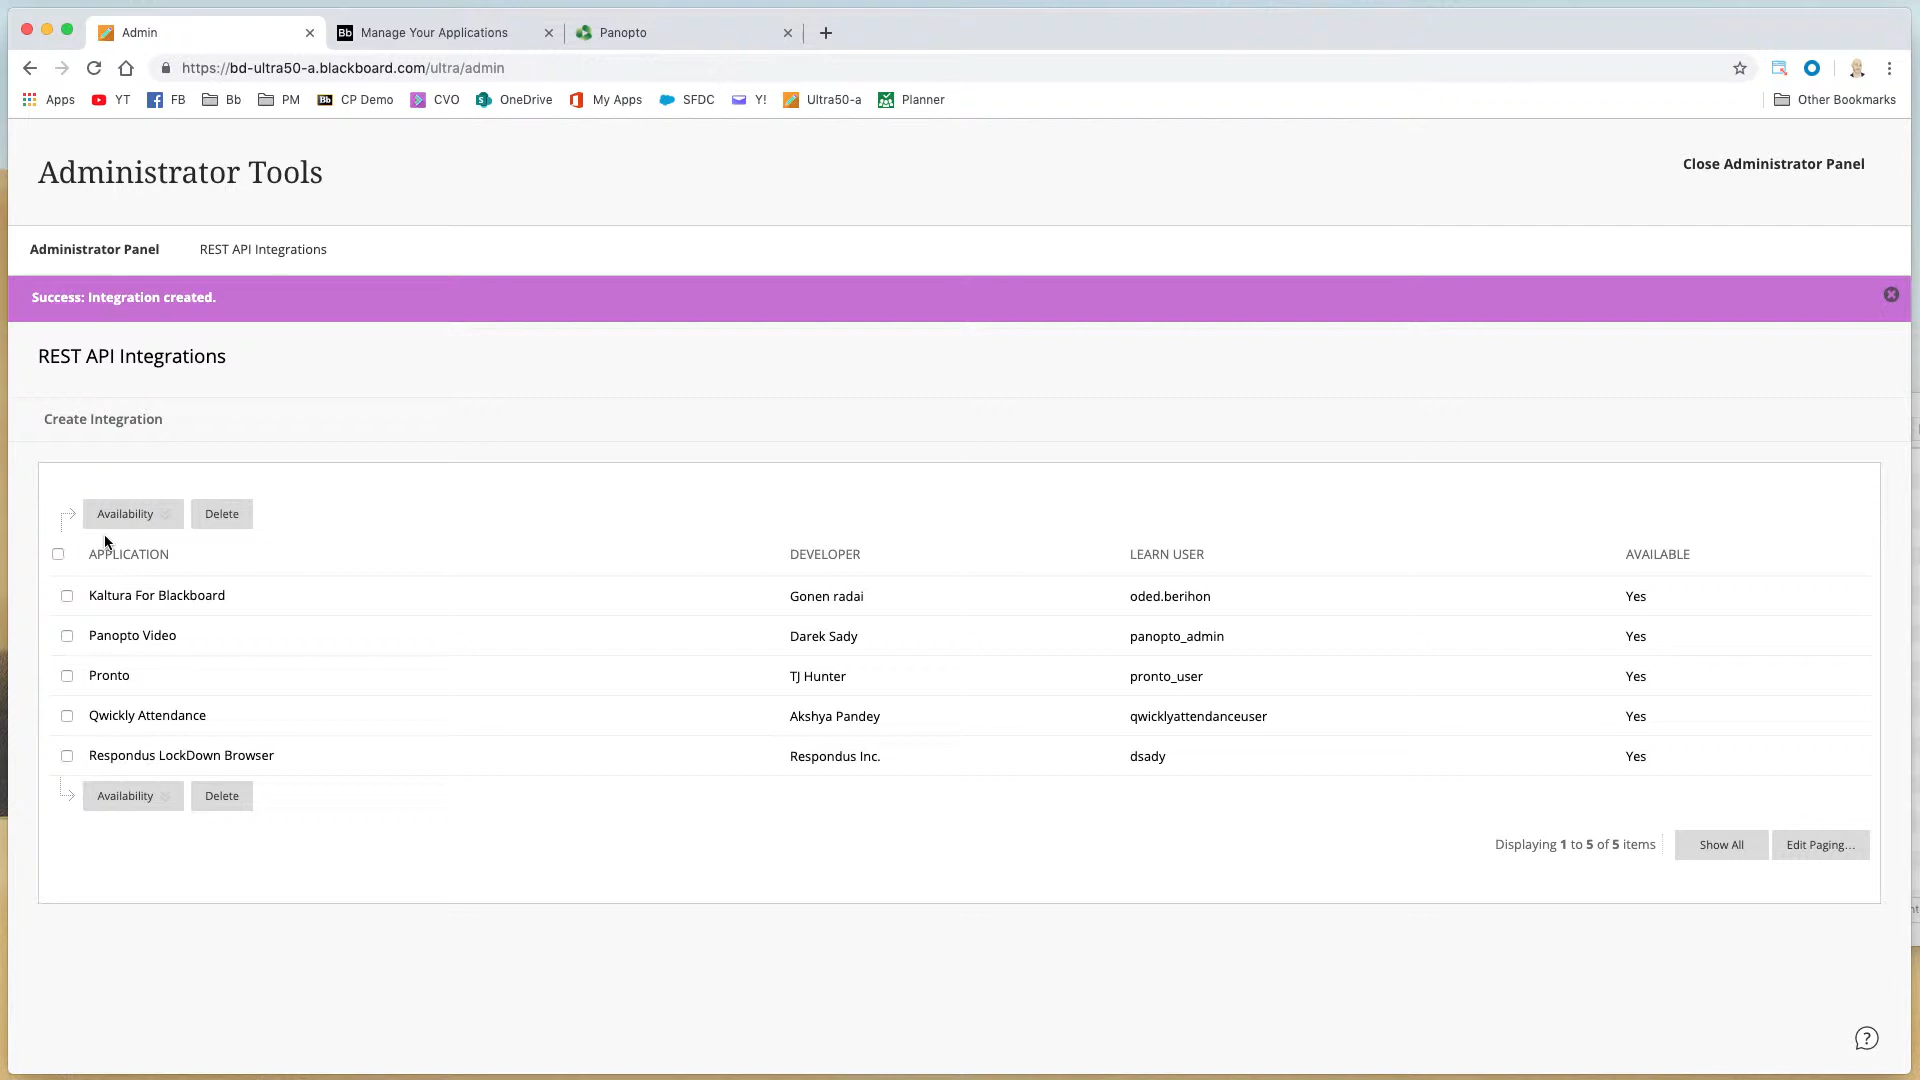 Admin
Bb Manage Your Applications
Panopto
https://bd-ultra50-a.blackboard.com/ultra/admin
Apps YT FB Bb PM Bb CP Demo CVO OneDrive My Apps SFDC Y! Ultra50-a Planner Other Bookmarks
Administrator Tools
Close Administrator Panel
Administrator Panel REST API Integrations
Success: Integration created.
REST API Integrations
Create Integration
Availability Delete
APPLICATION DEVELOPER LEARN USER AVAILABLE
Kaltura For Blackboard Gonen radai oded.berihon Yes
Panopto Video Darek Sady panopto_admin Yes
Pronto TJ Hunter pronto_user Yes
Qwickly Attendance Akshya Pandey qwicklyattendanceuser Yes
Respondus LockDown Browser Respondus Inc. dsady Yes
Availability Delete
Displaying 1 to 5 of 5 items Show All Edit Paging...
?